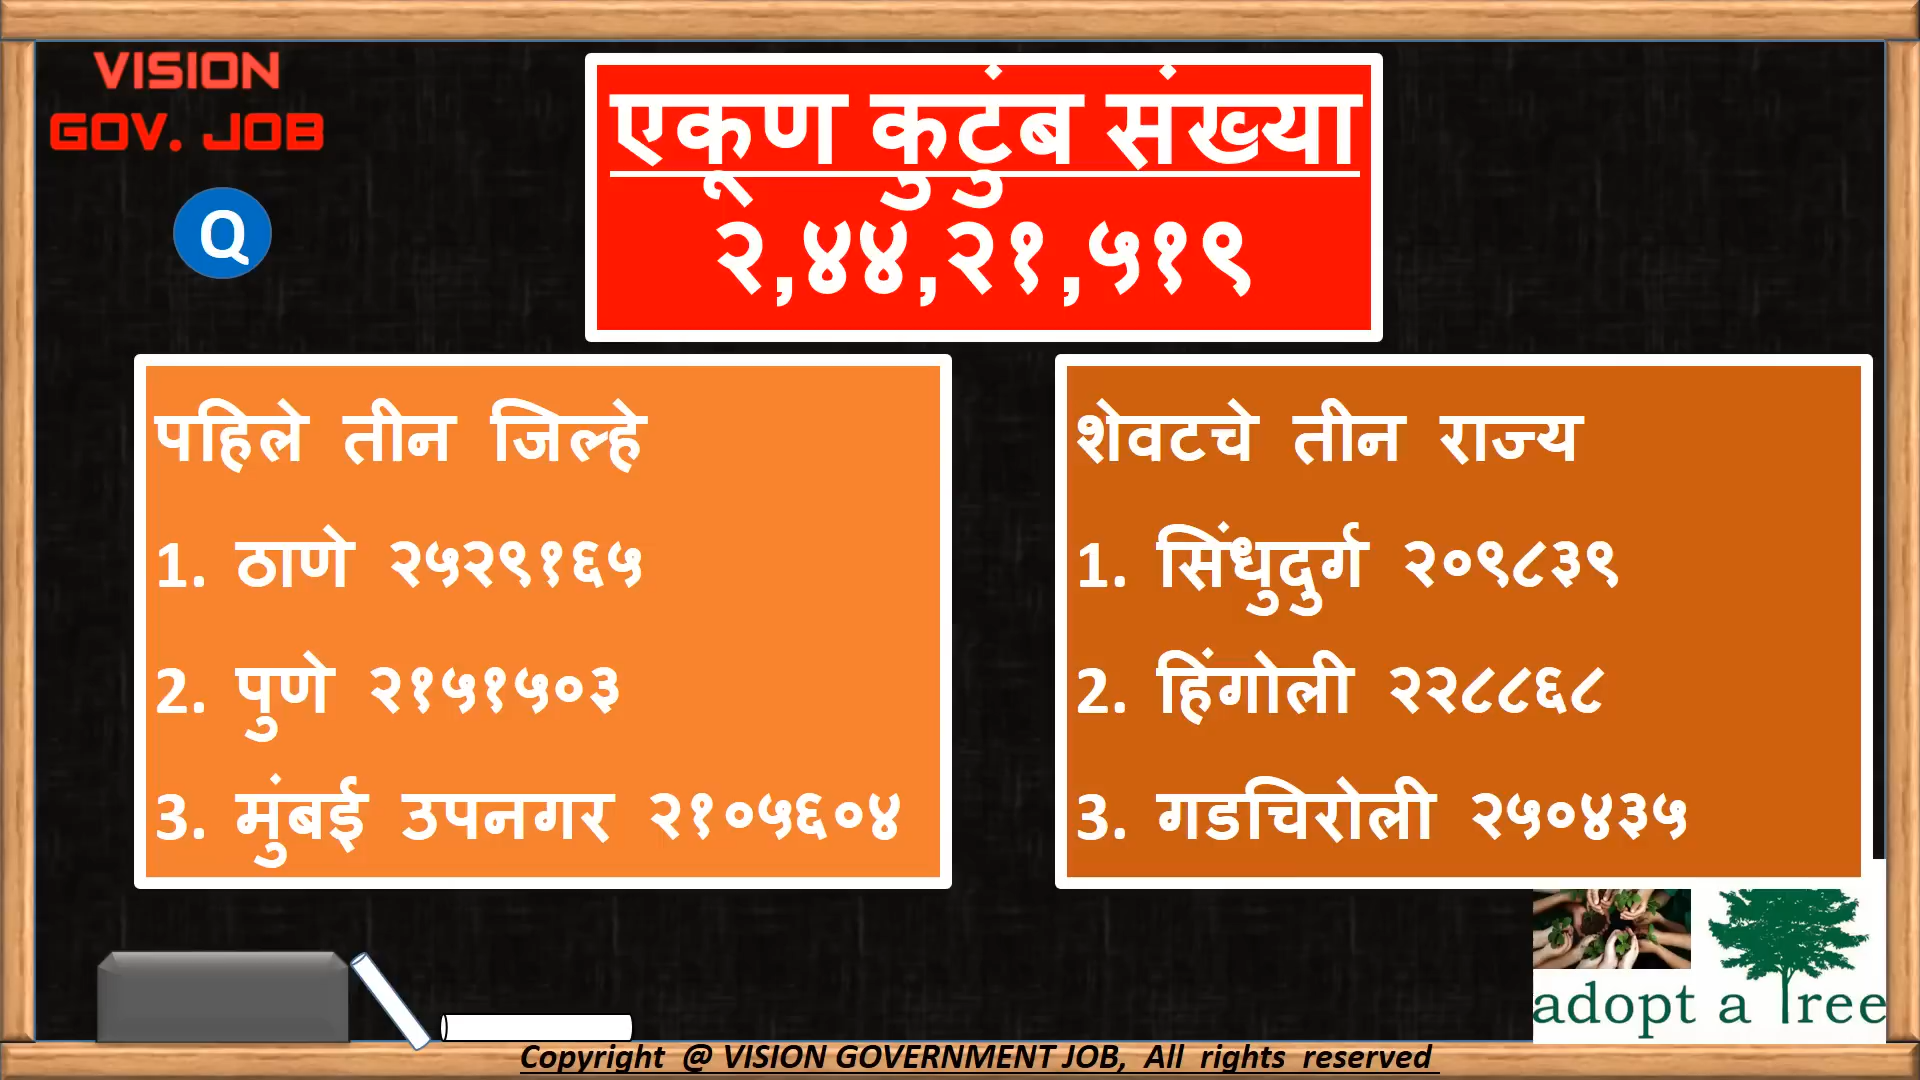 VISION
GOV. JOB
Q
एकूण कुटुंब संख्या
२,४४,२१,५१९
पहिले तीन जिल्हे
1. ठाणे २५२९१६५
2. पुणे २१५१५०३
3. मुंबई उपनगर २१०५६०४
शेवटचे तीन राज्य
1. सिंधुदुर्ग २०९८३९
2. हिंगोली २२८८६८
3. गडचिरोली २५०४३५
adopt a Tree
Copyright @ VISION GOVERNMENT JOB, All rights reserved